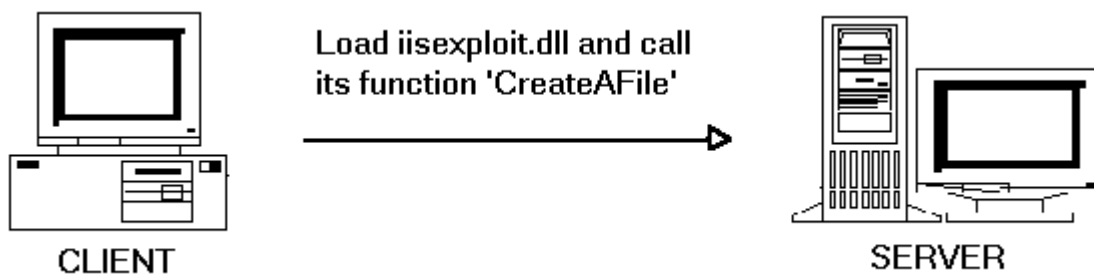 Load iisexploit.dll and call
its function 'CreateAFile'
CLIENT
SERVER